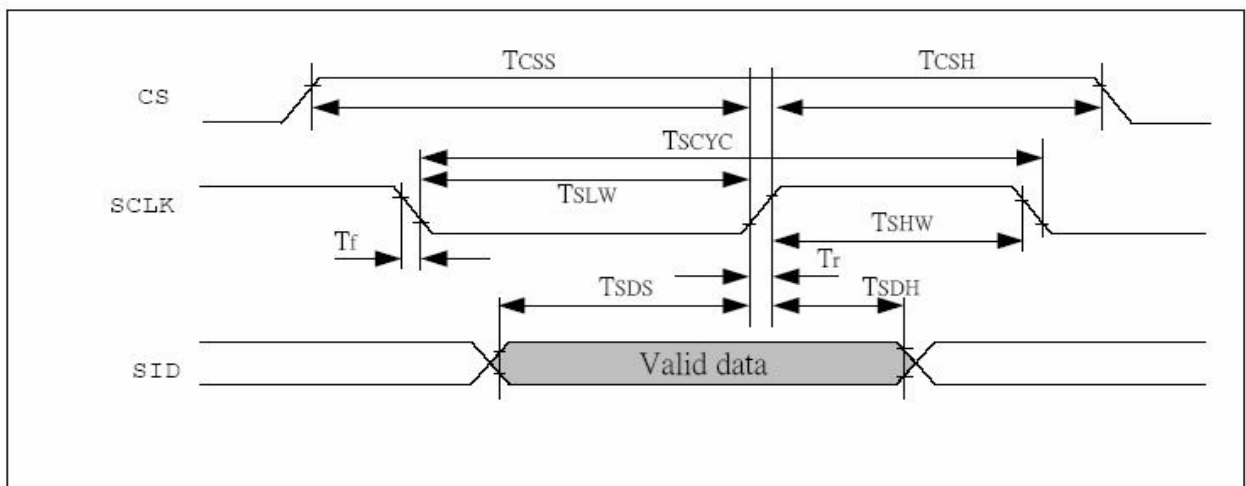 TCSS
TCSH
CS
TSCYC
TSLW
SCLK
TSHW
Tf
Tr
TSDS
TSDH
SID
Valid data